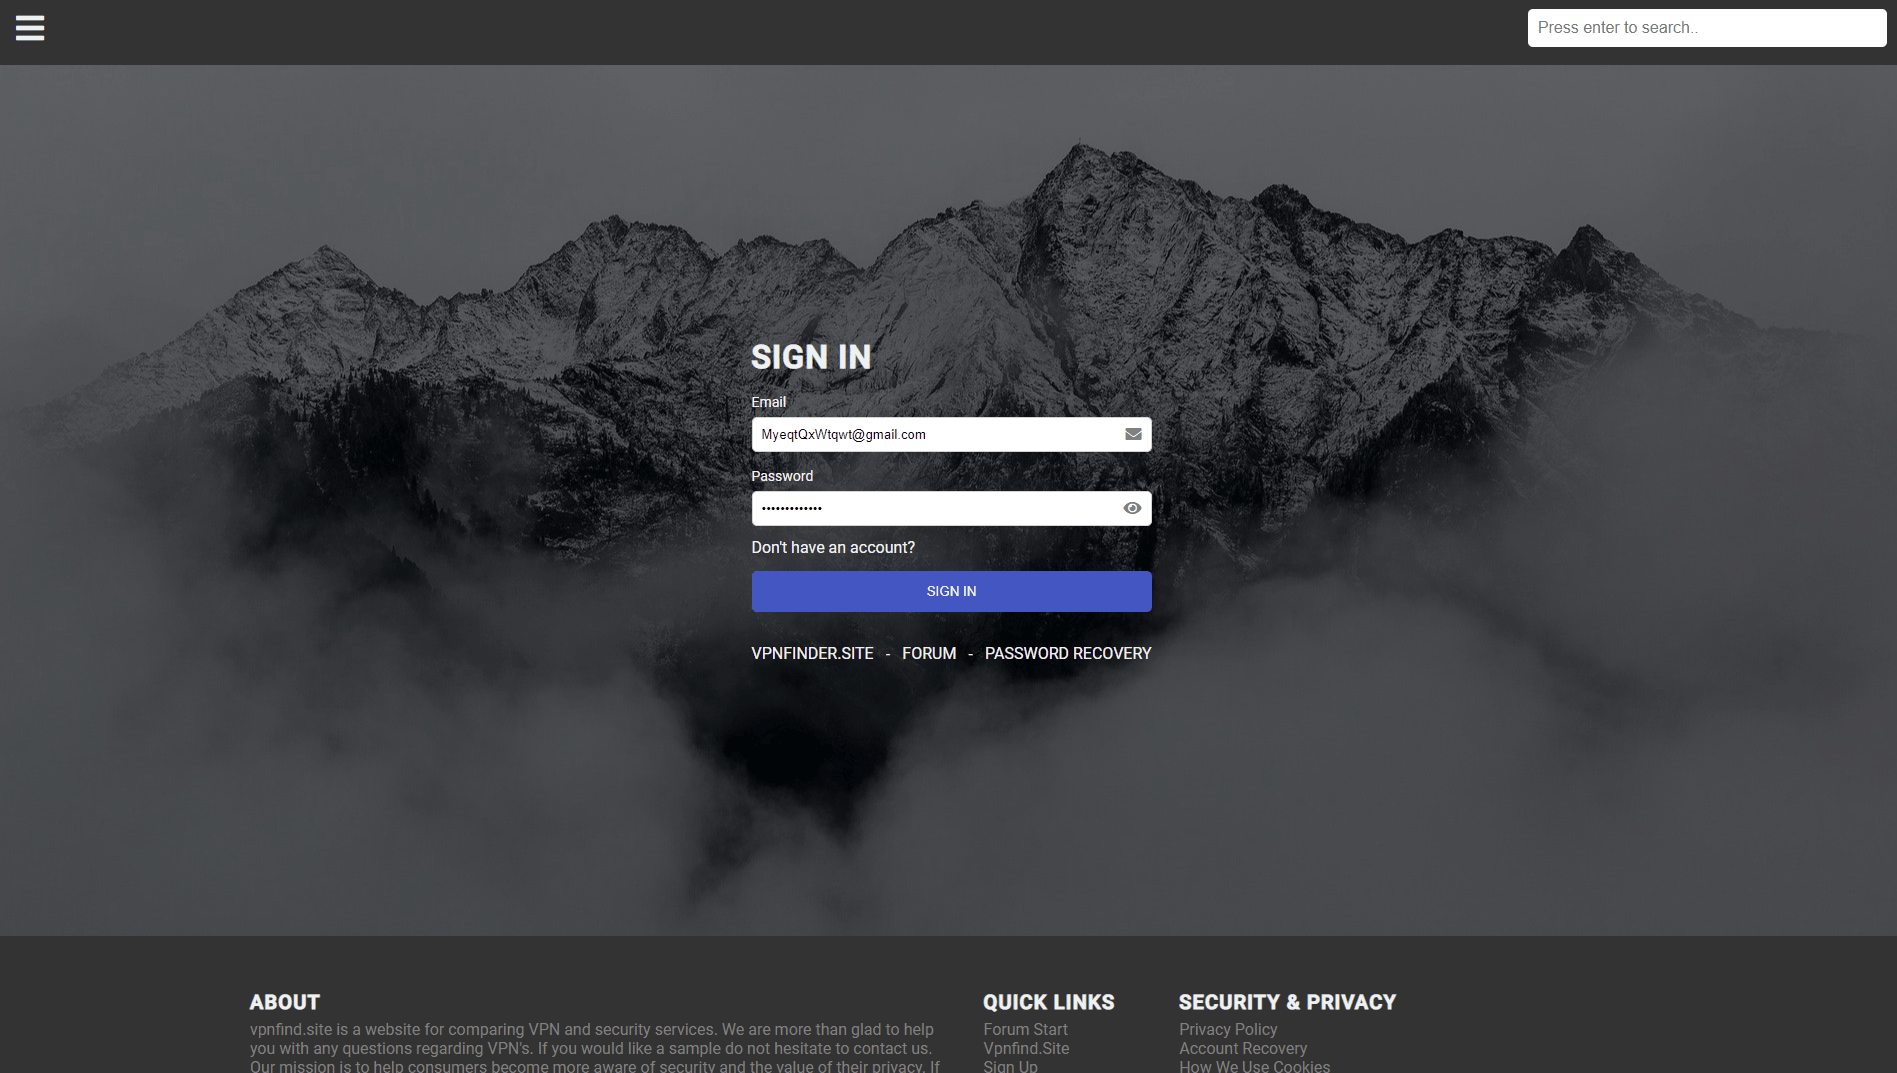 Press enter to search..
SIGN IN
Email
MyeqtQxWtqwt@gmail.com
Password
•••••••••••••
Don't have an account?
SIGN IN
VPNFINDER.SITE - FORUM - PASSWORD RECOVERY
ABOUT
vpnfind.site is a website for comparing VPN and security services. We are more than glad to help
you with any questions regarding VPN's. If you would like a sample do not hesitate to contact us.
Our mission is to help consumers become more aware of security and the value of their privacy. If
QUICK LINKS
Forum Start
Vpnfind.Site
Sign Up
SECURITY & PRIVACY
Privacy Policy
Account Recovery
How We Use Cookies